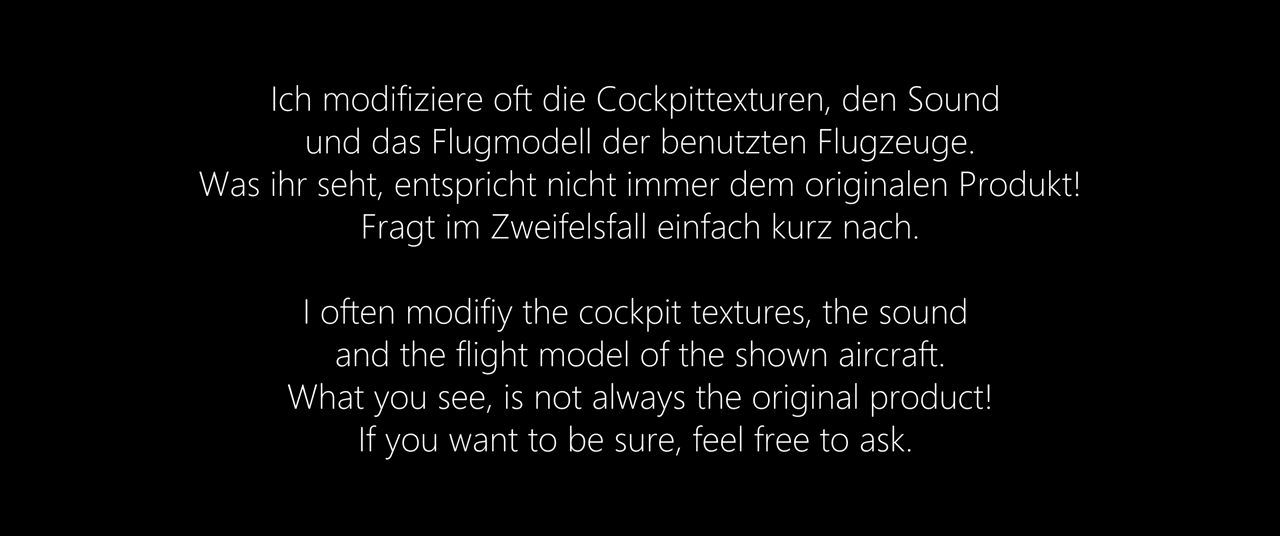 Ich modifiziere oft die Cockpittexturen, den Sound
und das Flugmodell der benutzten Flugzeuge.
Was ihr seht, entspricht nicht immer dem originalen Produkt!
Fragt im Zweifelsfall einfach kurz nach.
I often modifiy the cockpit textures, the sound
and the flight model of the shown aircraft.
What you see, is not always the original product!
If you want to be sure, feel free to ask.